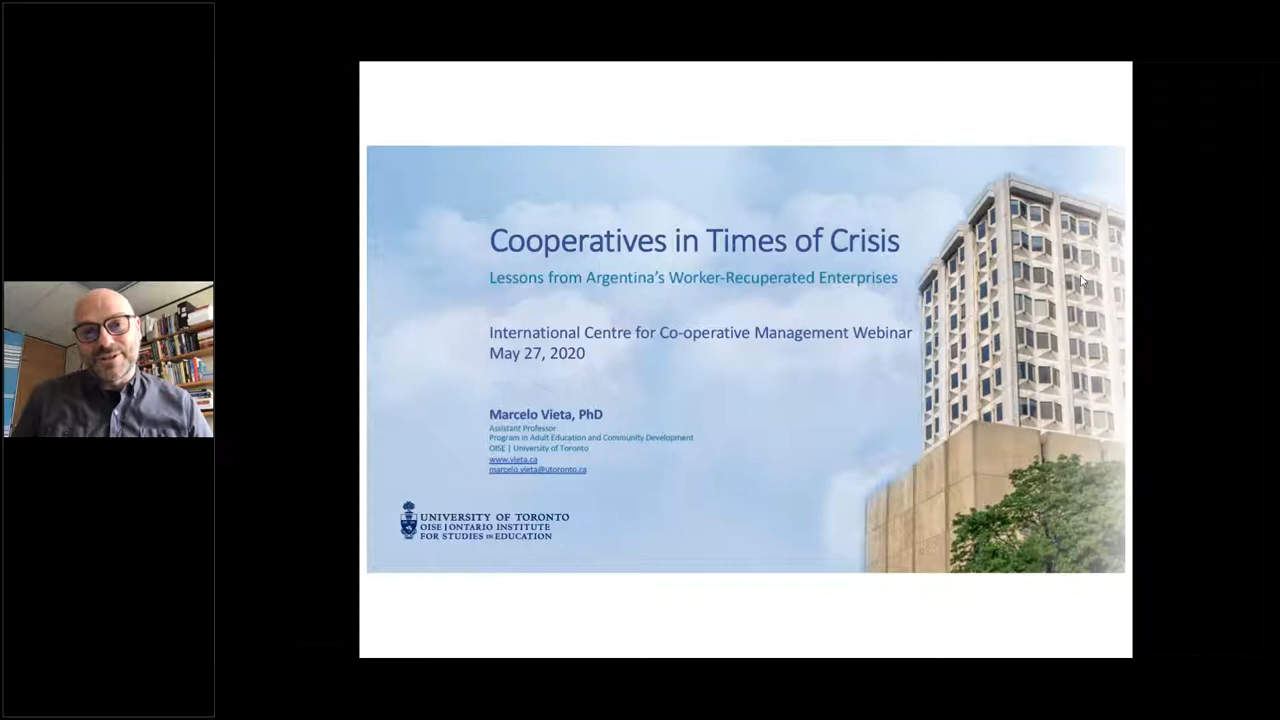 Cooperatives in Times of Crisis
Lessons from Argentina's Worker-Recuperated Enterprises
International Centre for Co-operative Management Webinar
May 27, 2020
Marcelo Vieta, PhD
Assistant Professor
Program in Adult Education and Community Development
OISE | University of Toronto
www.vieta.ca
marcelo.vieta@utoronto.ca
UNIVERSITY OF TORONTO
OISE | ONTARIO INSTITUTE
FOR STUDIES IN EDUCATION